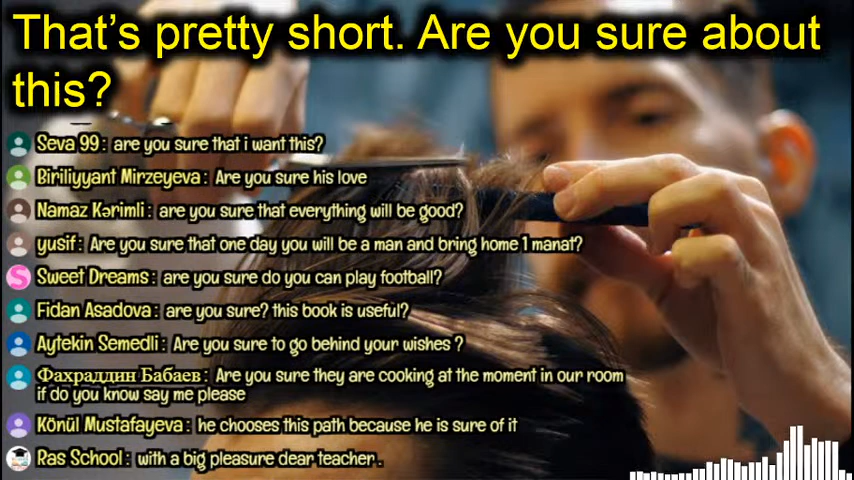 That's pretty short. Are you sure about
this?
Seva 99: are you sure that i want this?
Biriliyyant Mirzeyeva: Are you sure his love
Namaz Kərimli: are you sure that everything will be good?
yusif: Are you sure that one day you will be a man and bring home 1 manat?
S Sweet Dreams: are you sure do you can play football?
Fidan Asadova: are you sure? this book is useful?
Aytekin Semedli: Are you sure to go behind your wishes ?
Фахраддин Бабаев: Are you sure they are cooking at the moment in our room
if do you know say me please
Könül Mustafayeva: he chooses this path because he is sure of it
Ras School: with a big pleasure dear teacher .